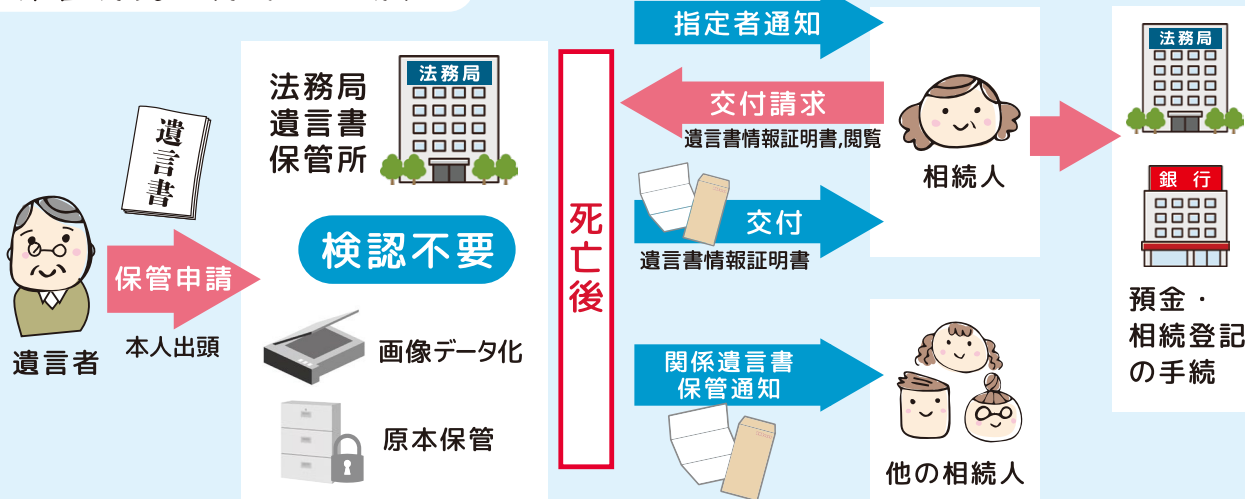 遺言書
遺言者
保管申請
本人出頭
法務局
遺言書
保管所
法務局
検認不要
画像データ化
原本保管
死亡後
指定者通知
交付請求
遺言書情報証明書,閲覧
交付
遺言書情報証明書
関係遺言書
保管通知
相続人
他の相続人
法務局
銀行
預金・
相続登記
の手続